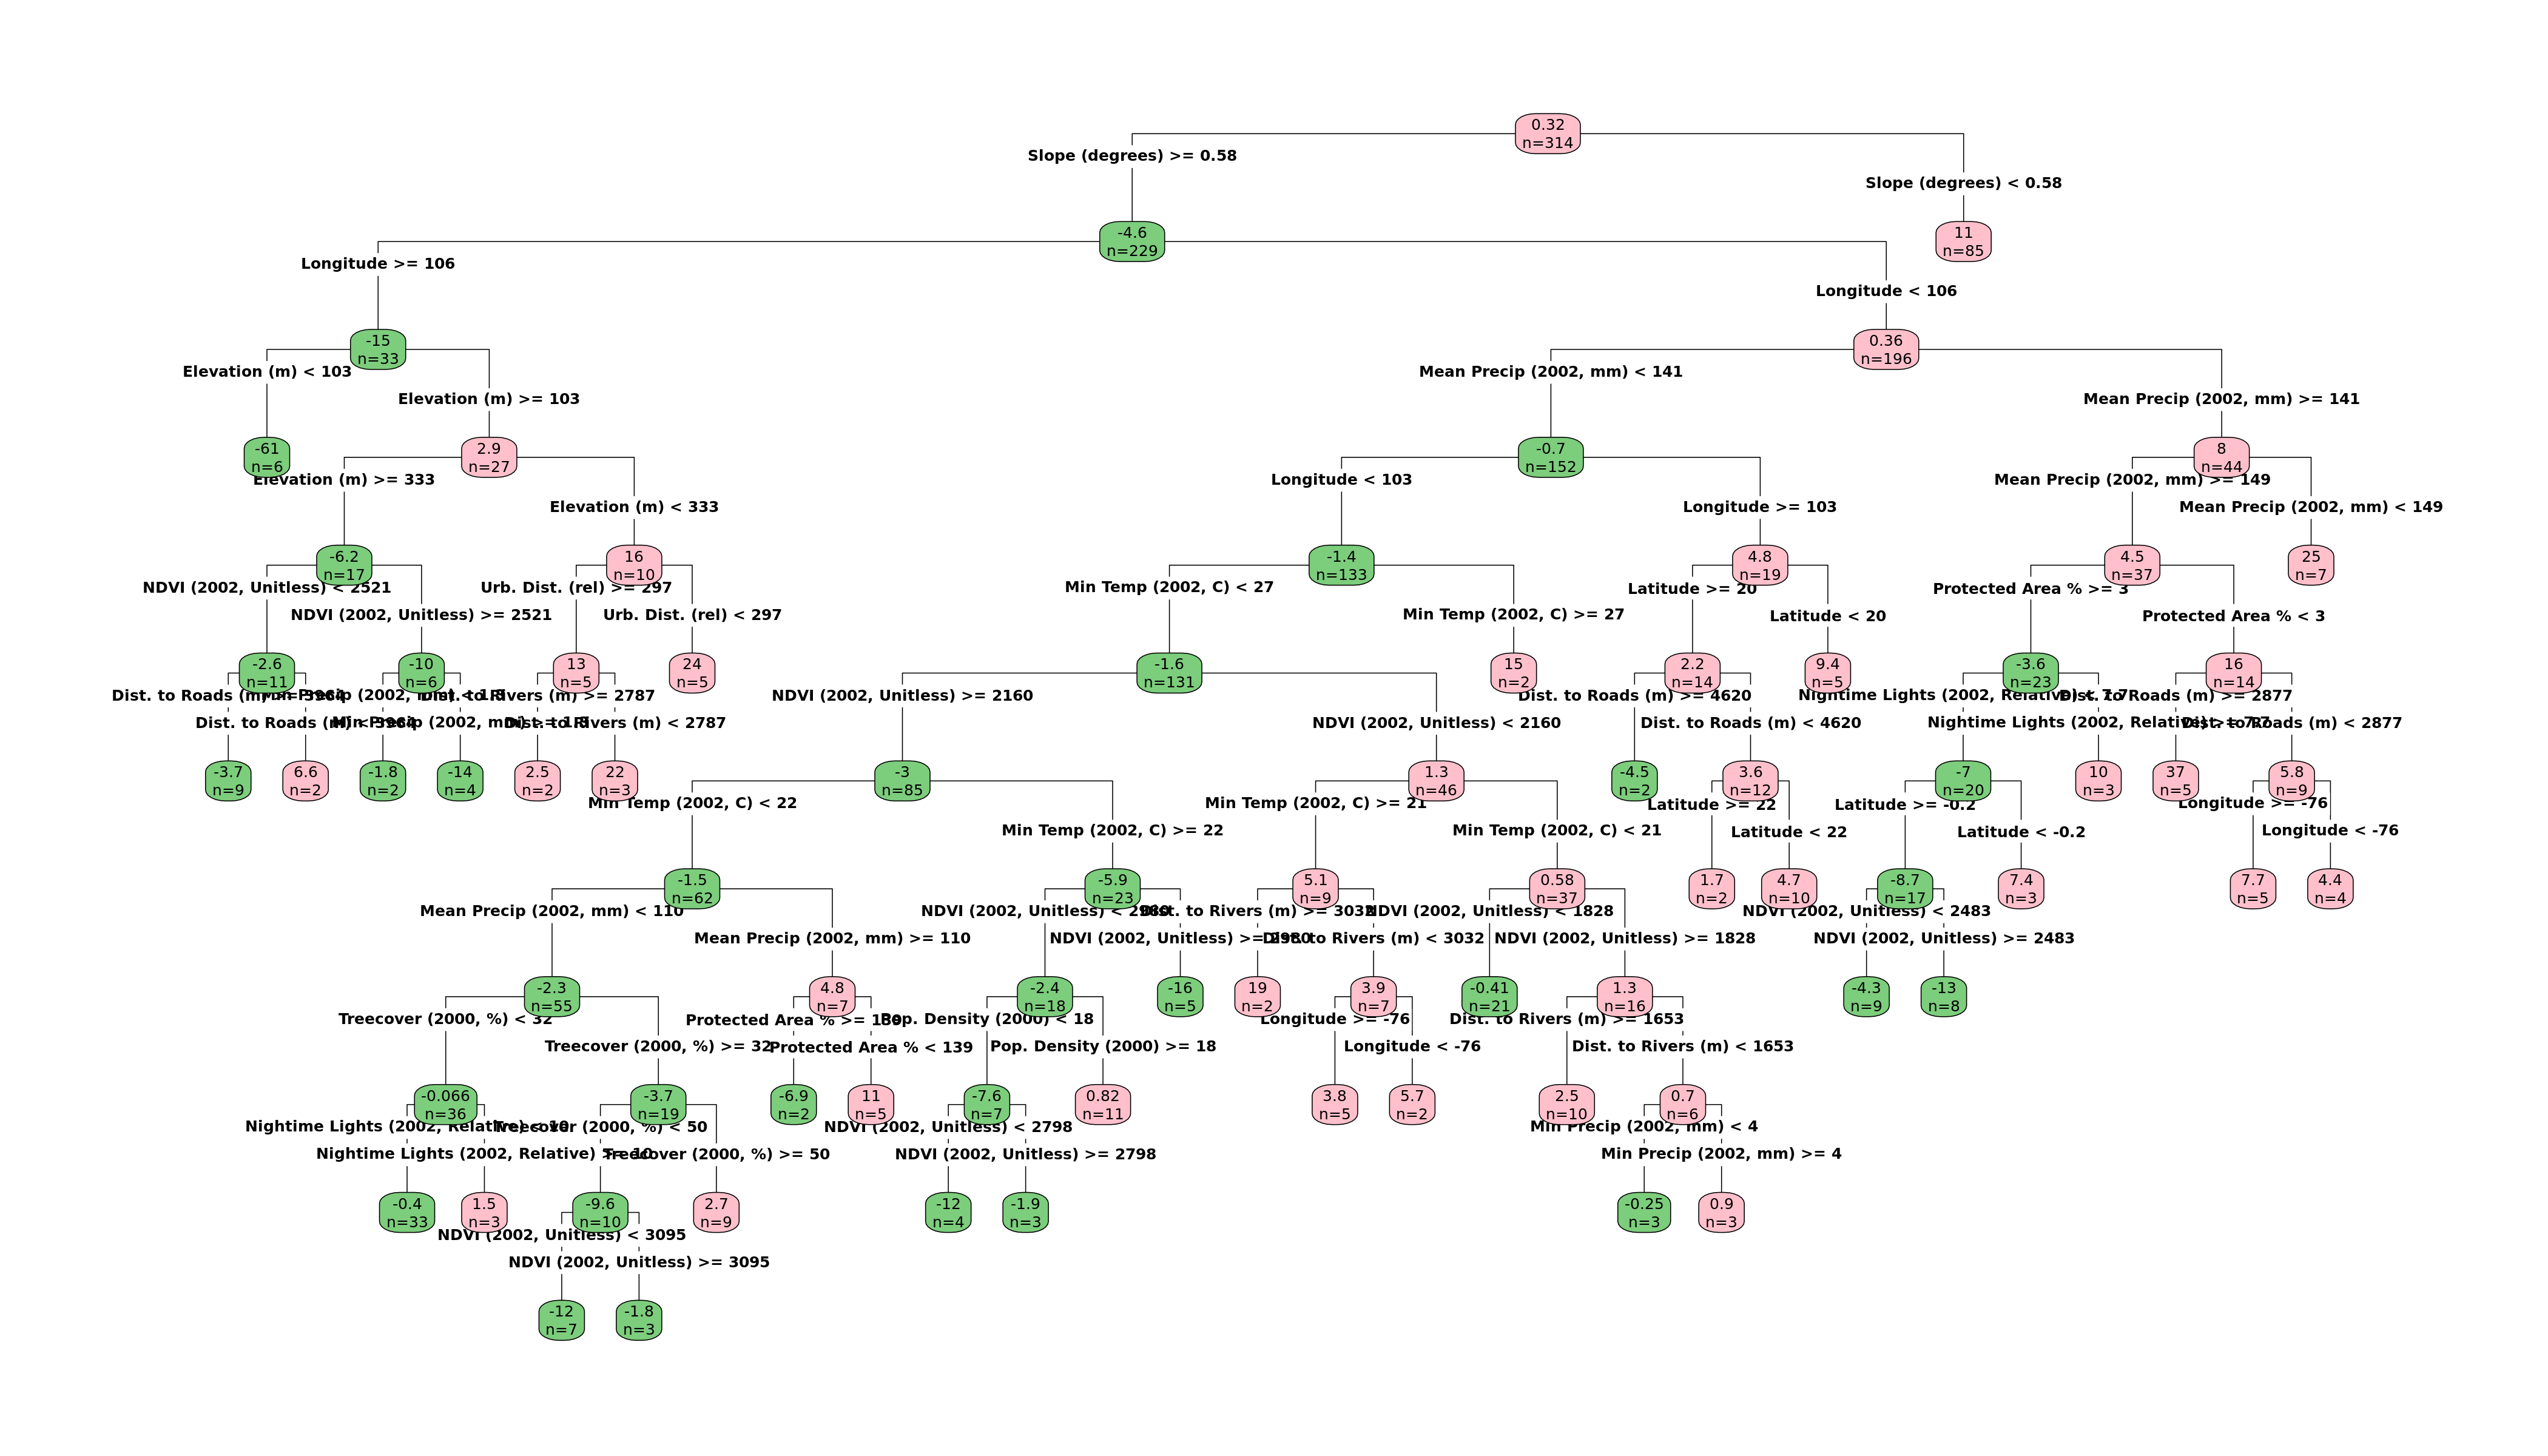 0.32
n=314
Slope (degrees) >= 0.58
Slope (degrees) < 0.58
-4.6
n=229
11
n=85
Longitude >= 106
Longitude < 106
-15
n=33
0.36
n=196
Elevation (m) < 103
Mean Precip (2002, mm) < 141
Elevation (m) >= 103
Mean Precip (2002, mm) >= 141
-61
n=6
2.9
n=27
-0.7
n=152
8
n=44
Elevation (m) >= 333
Longitude < 103
Mean Precip (2002, mm) >= 149
Elevation (m) < 333
Longitude >= 103
Mean Precip (2002, mm) < 149
-6.2
n=17
16
n=10
-1.4
n=133
4.8
n=19
4.5
n=37
25
n=7
NDVI (2002, Unitless) < 2521
Urb. Dist. (rel) >= 297
Min Temp (2002, C) < 27
Latitude >= 20
Protected Area % >= 3
NDVI (2002, Unitless) >= 2521
Urb. Dist. (rel) < 297
Min Temp (2002, C) >= 27
Latitude < 20
Protected Area % < 3
-2.6
n=11
-10
n=6
13
n=5
24
n=5
-1.6
n=131
15
n=2
2.2
n=14
9.4
n=5
-3.6
n=23
16
n=14
Dist. to Roads (m) >=
Dist. to Rivers (m) >= 2787
NDVI (2002, Unitless) >= 2160
Dist. to Roads (m) >= 4620
Nightime Lights (2002, Relative) < 7.7
Dist. to Roads (m) >= 2877
Dist. to Roads (m) <
Min Precip (2002, mm) >=
Dist. to Rivers (m) < 2787
NDVI (2002, Unitless) < 2160
Dist. to Roads (m) < 4620
Nightime Lights (2002, Relative) >= 7.7
Dist. to Roads (m) < 2877
-3.7
n=9
6.6
n=2
-1.8
n=2
-14
n=4
2.5
n=2
22
n=3
-3
n=85
1.3
n=46
-4.5
n=2
3.6
n=12
-7
n=20
10
n=3
37
n=5
5.8
n=9
Min Temp (2002, C) < 22
Min Temp (2002, C) >= 21
Latitude >= 22
Latitude >= -0.2
Longitude >= -76
Min Temp (2002, C) >= 22
Min Temp (2002, C) < 21
Latitude < 22
Latitude < -0.2
Longitude < -76
-1.5
n=62
-5.9
n=23
5.1
n=9
0.58
n=37
1.7
n=2
4.7
n=10
-8.7
n=17
7.4
n=3
7.7
n=5
4.4
n=4
Mean Precip (2002, mm) < 110
NDVI (2002, Unitless) < 2980
Dist. to Rivers (m) >= 3032
NDVI (2002, Unitless) < 1828
NDVI (2002, Unitless) < 2483
Mean Precip (2002, mm) >= 110
NDVI (2002, Unitless) >= 2980
Dist. to Rivers (m) < 3032
NDVI (2002, Unitless) >= 1828
NDVI (2002, Unitless) >= 2483
-2.3
n=55
4.8
n=7
-2.4
n=18
-16
n=5
19
n=2
3.9
n=7
-0.41
n=21
1.3
n=16
-4.3
n=9
-13
n=8
Treecover (2000, %) < 32
Protected Area % >= 139
Pop. Density (2000) < 18
Longitude >= -76
Dist. to Rivers (m) >= 1653
Treecover (2000, %) >= 32
Protected Area % < 139
Pop. Density (2000) >= 18
Longitude < -76
Dist. to Rivers (m) < 1653
-0.066
n=36
-3.7
n=19
-6.9
n=2
11
n=5
-7.6
n=7
0.82
n=11
3.8
n=5
5.7
n=2
2.5
n=10
0.7
n=6
Nightime Lights (2002, Relative) < 10
Treecover (2000, %) < 50
NDVI (2002, Unitless) < 2798
Min Precip (2002, mm) < 4
Nightime Lights (2002, Relative) >= 10
Treecover (2000, %) >= 50
NDVI (2002, Unitless) >= 2798
Min Precip (2002, mm) >= 4
-0.4
n=33
1.5
n=3
-9.6
n=10
2.7
n=9
-12
n=4
-1.9
n=3
-0.25
n=3
0.9
n=3
NDVI (2002, Unitless) < 3095
NDVI (2002, Unitless) >= 3095
-12
n=7
-1.8
n=3